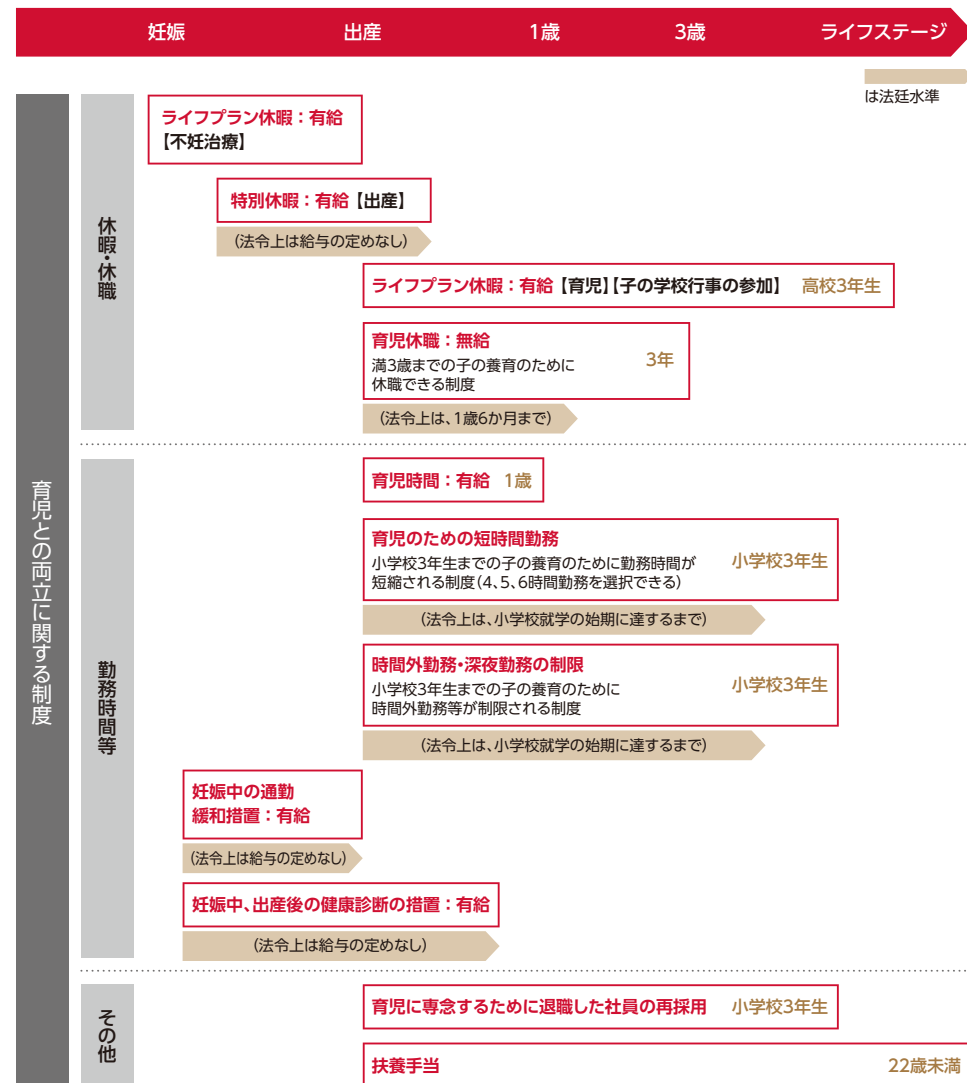 妊娠 出産 1歳 3歳 ライフステージ
は法廷水準
育児との両立に関する制度
休暇・休職
ライフプラン休暇：有給
【不妊治療】
特別休暇：有給【出産】
（法令上は給与の定めなし）
ライフプラン休暇：有給【育児】【子の学校行事の参加】 高校3年生
育児休職：無給
満3歳までの子の養育のために
休職できる制度
3年
（法令上は、1歳6か月まで）
勤務時間等
育児時間：有給 1歳
育児のための短時間勤務
小学校3年生までの子の養育のために勤務時間が
短縮される制度（4、5、6時間勤務を選択できる）
小学校3年生
（法令上は、小学校就学の始期に達するまで）
時間外勤務・深夜勤務の制限
小学校3年生までの子の養育のために
時間外勤務等が制限される制度
小学校3年生
（法令上は、小学校就学の始期に達するまで）
妊娠中の通勤
緩和措置：有給
（法令上は給与の定めなし）
妊娠中、出産後の健康診断の措置：有給
（法令上は給与の定めなし）
その他
育児に専念するために退職した社員の再採用 小学校3年生
扶養手当 22歳未満